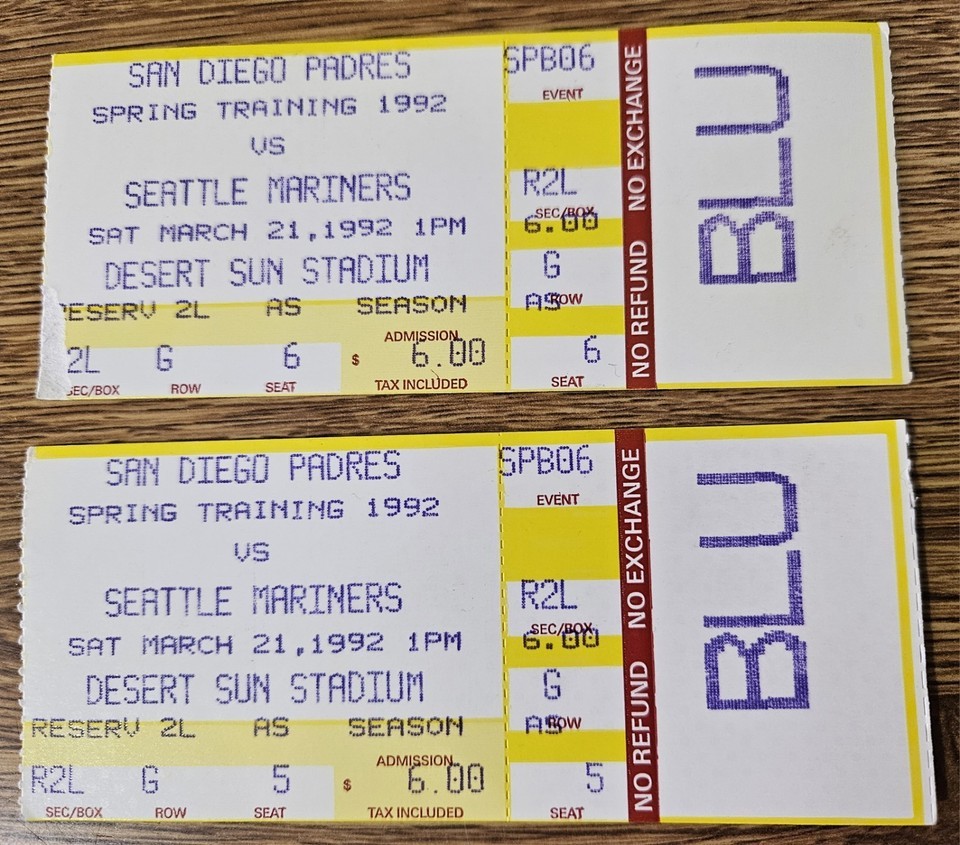 SAN DIEGO PADRES
SPRING TRAINING 1992
VS
SEATTLE MARINERS
SAT MARCH 21,1992 1PM
DESERT SUN STADIUM
RESERV 2L AS SEASON
ADMISSION
2L G 6 $ 6.00
SEC/BOX ROW SEAT TAX INCLUDED
SPB06
EVENT
R2L
SEC/BOX
6.00
G
ROW
AS
6
SEAT
NO REFUND NO EXCHANGE
BLU
SAN DIEGO PADRES
SPRING TRAINING 1992
VS
SEATTLE MARINERS
SAT MARCH 21,1992 1PM
DESERT SUN STADIUM
RESERV 2L AS SEASON
ADMISSION
R2L G 5 $ 6.00
SEC/BOX ROW SEAT TAX INCLUDED
SPB06
EVENT
R2L
SEC/BOX
6.00
G
ROW
AS
5
SEAT
NO REFUND NO EXCHANGE
BLU